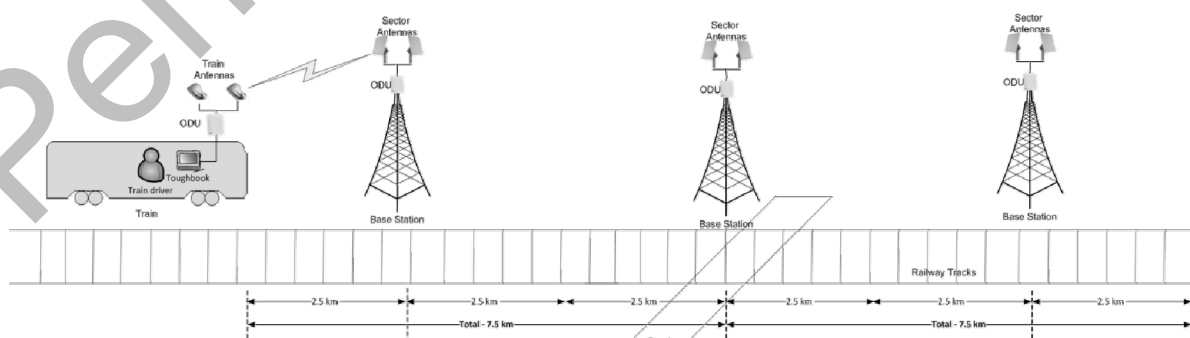 Sector
Antennas
Sector
Antennas
Sector
Antennas
Train
Antennas
ODU
ODU
ODU
ODU
Toughbook
Train driver
Train
Base Station
Base Station
Base Station
Railway Tracks
2.5 km
2.5 km
2.5 km
2.5 km
2.5 km
2.5 km
Total - 7.5 km
Total - 7.5 km